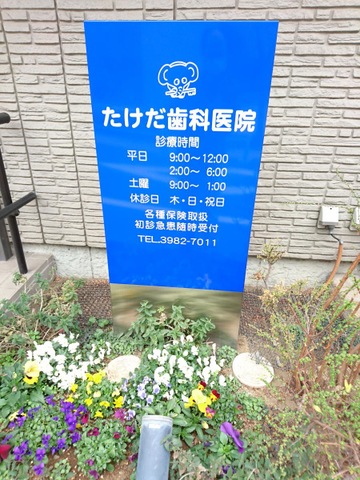 たけだ歯科医院
診療時間
平日 9:00～12:00
2:00～ 6:00
土曜 9:00～ 1:00
休診日 木・日・祝日
各種保険取扱
初診急患随時受付
TEL.3982-7011